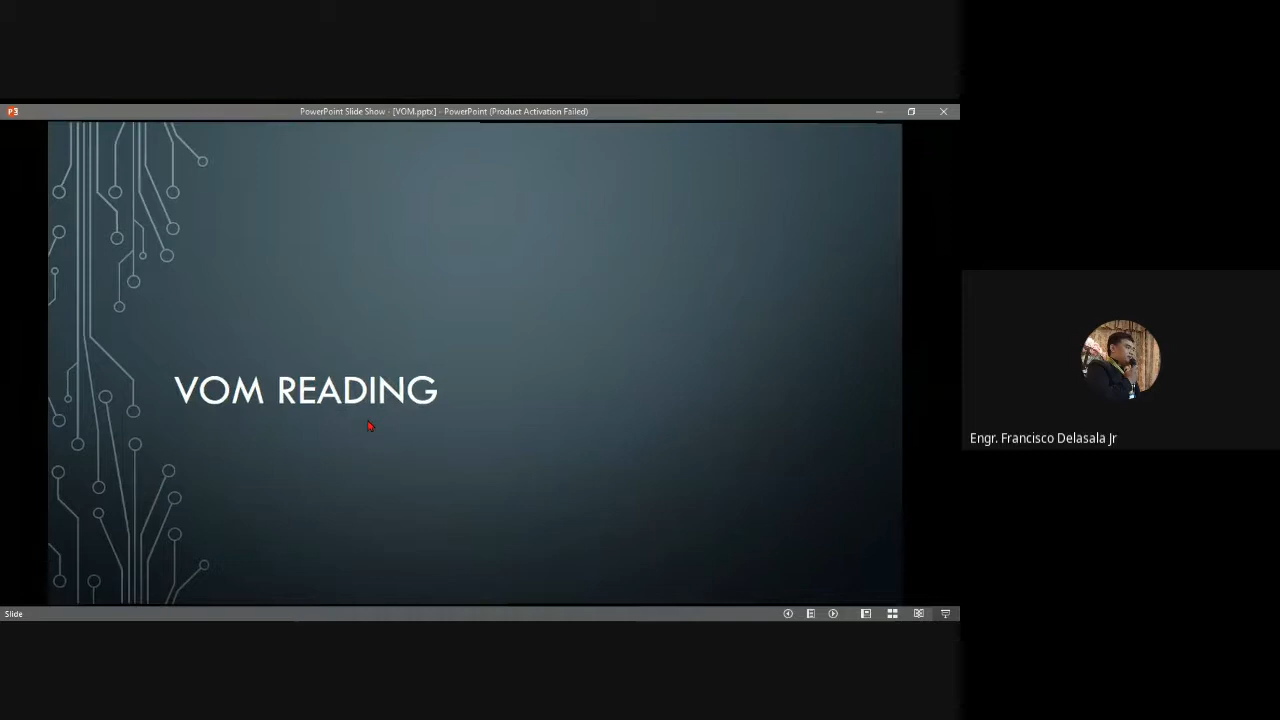 PowerPoint Slide Show - [VOM.pptx] - PowerPoint (Product Activation Failed)
VOM READING
Engr. Francisco Delasala Jr
Slide